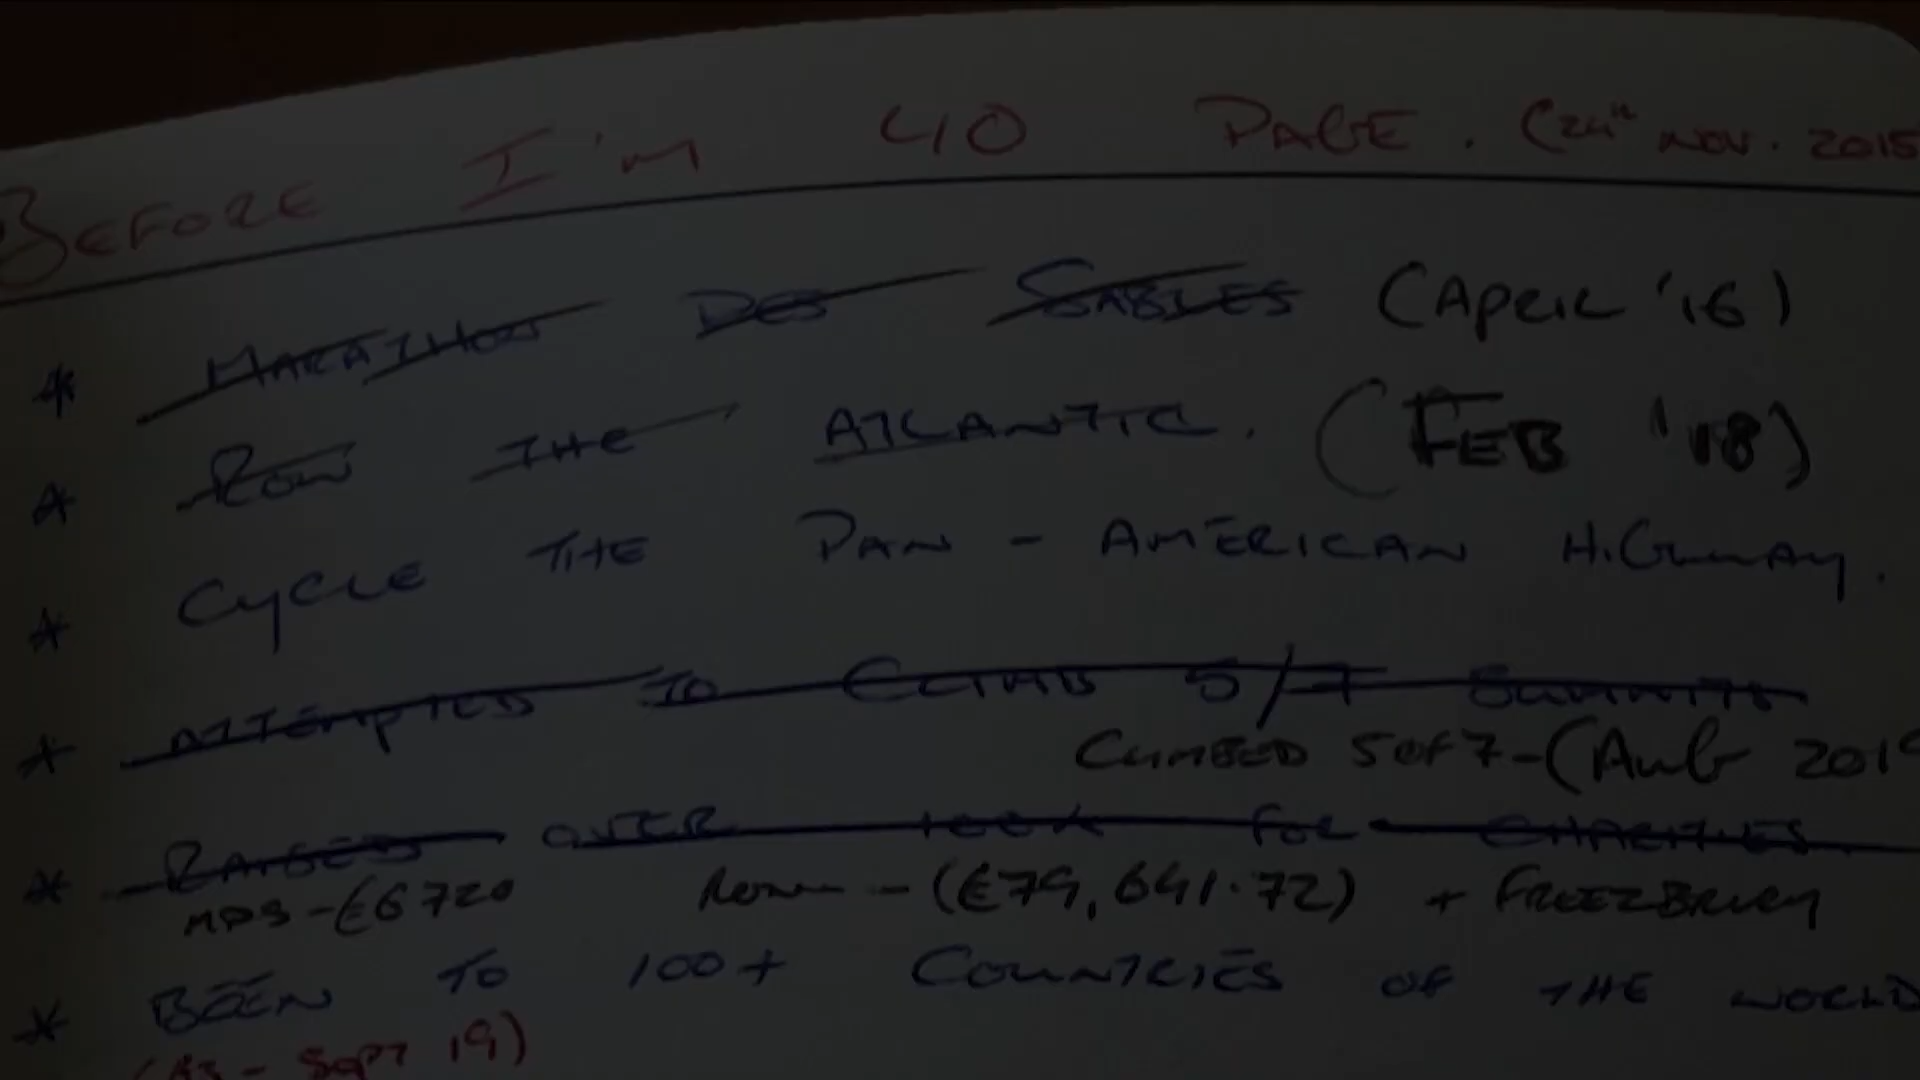 BEFORE I'M 40 PAGE. (24th NOV. 2015
* MARATHON DES SABLES (APRIL '16)
* ROW THE ATLANTIC. (FEB '18)
* CYCLE THE PAN-AMERICAN HIGHWAY.
* ATTEMPTED TO CLIMB 5/7 SUMMITS
CLIMBED 5 OF 7 - (AUG 201
* RAISED OVER 100K FOR CHARITIES
MDS - €6720 ROW - (€79,641.72) +
* BEEN TO 100+ COUNTRIES OF THE WORLD
- SEPT 19)